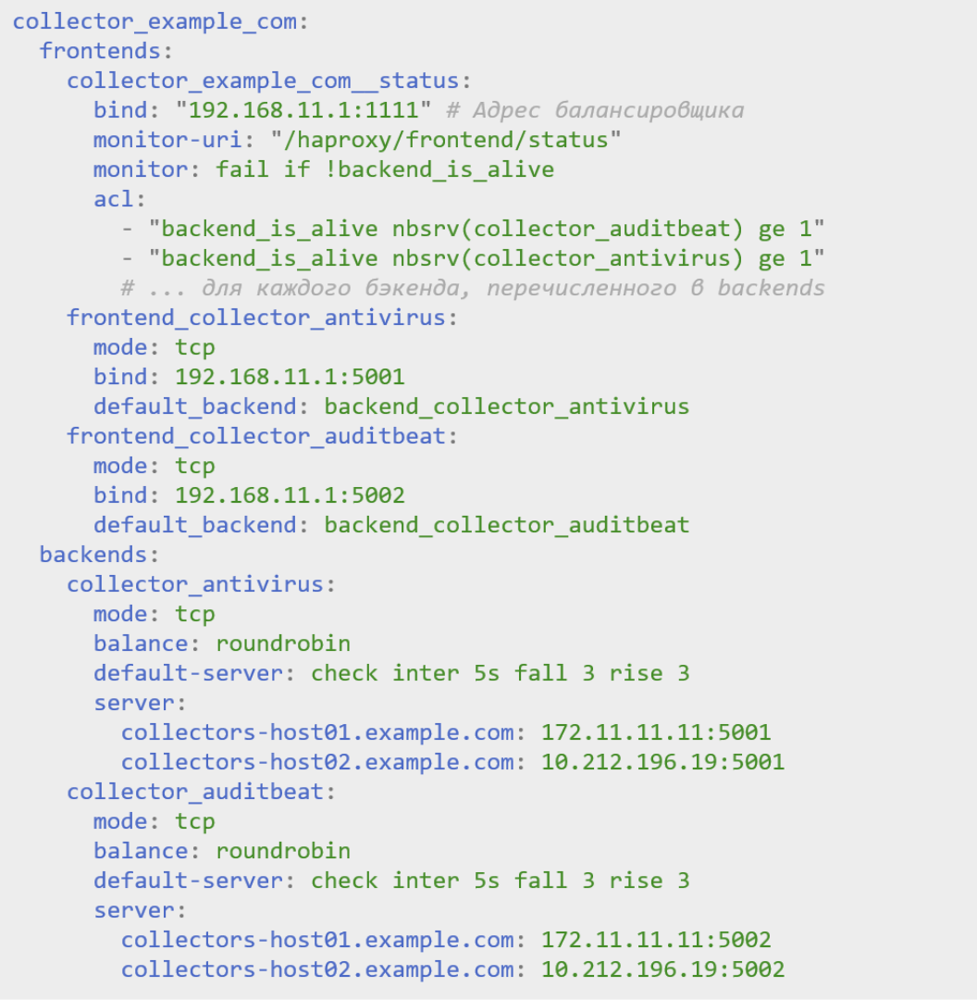 collector_example_com:
  frontends:
    collector_example_com__status:
      bind: "192.168.11.1:1111" # Адрес балансировщика
      monitor-uri: "/haproxy/frontend/status"
      monitor: fail if !backend_is_alive
      acl:
        - "backend_is_alive nbsrv(collector_auditbeat) ge 1"
        - "backend_is_alive nbsrv(collector_antivirus) ge 1"
        # ... для каждого бэкенда, перечисленного в backends
    frontend_collector_antivirus:
      mode: tcp
      bind: 192.168.11.1:5001
      default_backend: backend_collector_antivirus
    frontend_collector_auditbeat:
      mode: tcp
      bind: 192.168.11.1:5002
      default_backend: backend_collector_auditbeat
  backends:
    collector_antivirus:
      mode: tcp
      balance: roundrobin
      default-server: check inter 5s fall 3 rise 3
      server:
        collectors-host01.example.com: 172.11.11.11:5001
        collectors-host02.example.com: 10.212.196.19:5001
    collector_auditbeat:
      mode: tcp
      balance: roundrobin
      default-server: check inter 5s fall 3 rise 3
      server:
        collectors-host01.example.com: 172.11.11.11:5002
        collectors-host02.example.com: 10.212.196.19:5002